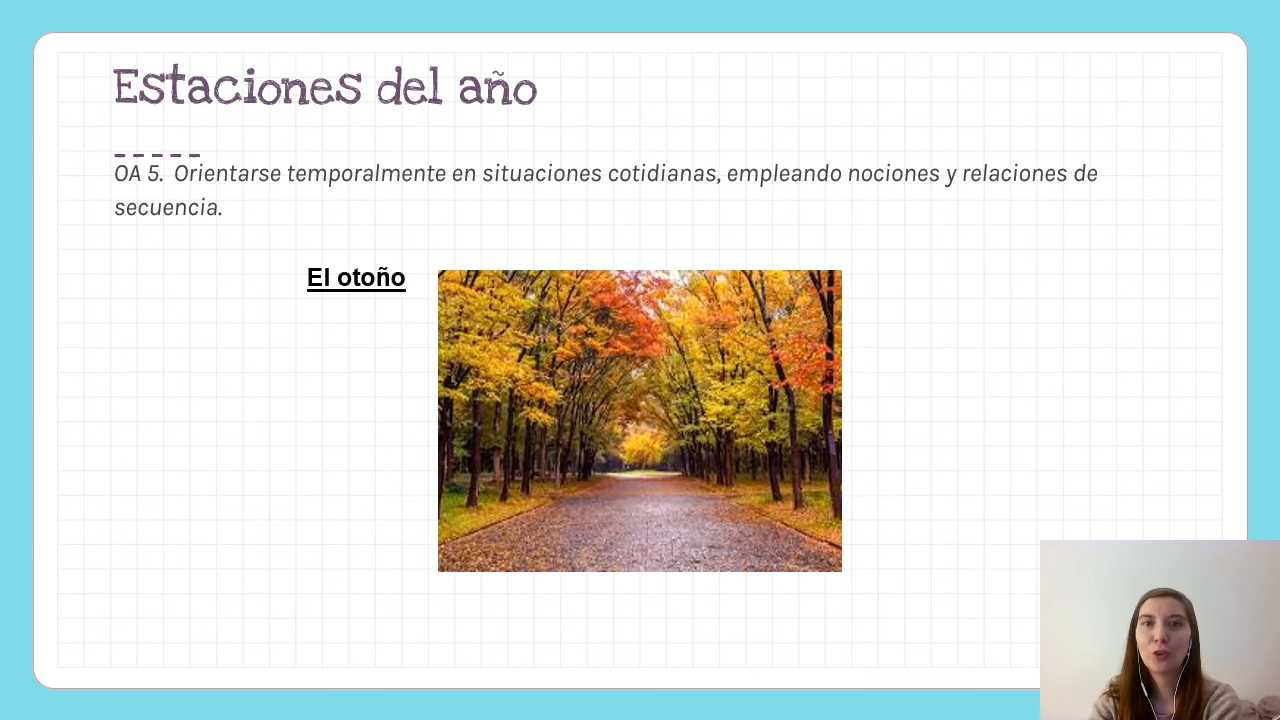 Estaciones del año
OA 5. Orientarse temporalmente en situaciones cotidianas, empleando nociones y relaciones de
secuencia.
El otoño